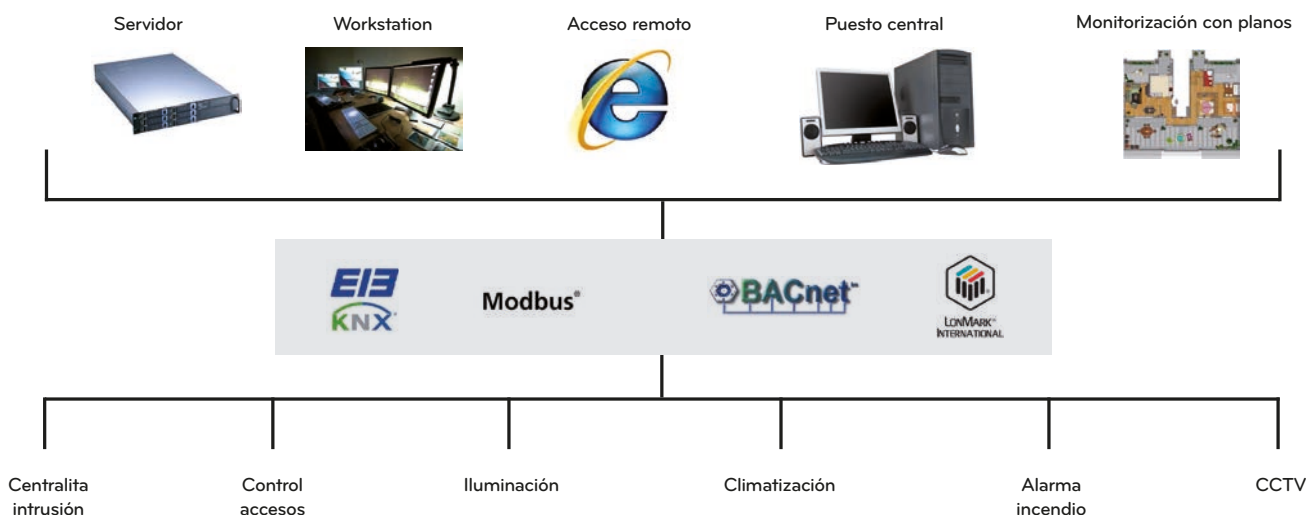 Servidor
Workstation
Acceso remoto
Puesto central
Monitorización con planos
EIB
KNX®
Modbus®
BACnet™
LONMARK®
INTERNATIONAL
Centralita
intrusión
Control
accesos
Iluminación
Climatización
Alarma
incendio
CCTV